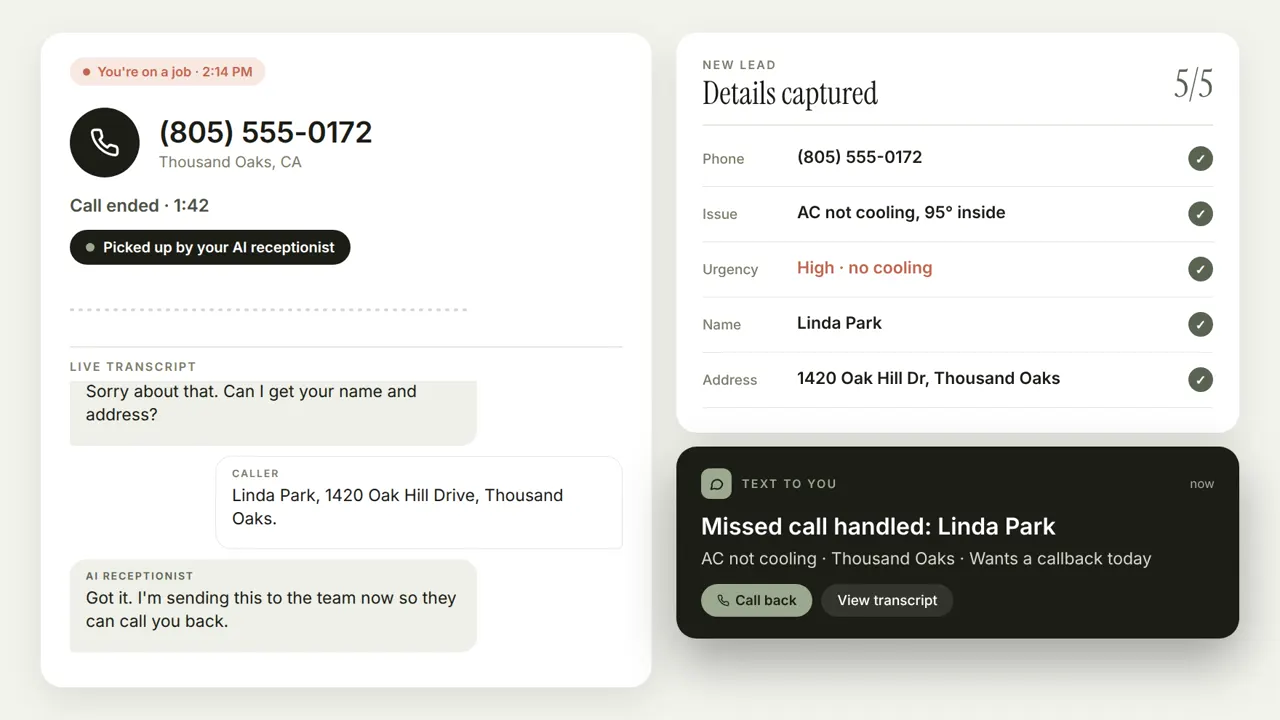 You're on a job · 2:14 PM
(805) 555-0172
Thousand Oaks, CA
Call ended · 1:42
Picked up by your AI receptionist
LIVE TRANSCRIPT
Sorry about that. Can I get your name and
address?
CALLER
Linda Park, 1420 Oak Hill Drive, Thousand
Oaks.
AI RECEPTIONIST
Got it. I'm sending this to the team now so they
can call you back.
NEW LEAD
Details captured
5/5
Phone (805) 555-0172
Issue AC not cooling, 95° inside
Urgency High · no cooling
Name Linda Park
Address 1420 Oak Hill Dr, Thousand Oaks
TEXT TO YOU
now
Missed call handled: Linda Park
AC not cooling · Thousand Oaks · Wants a callback today
Call back
View transcript